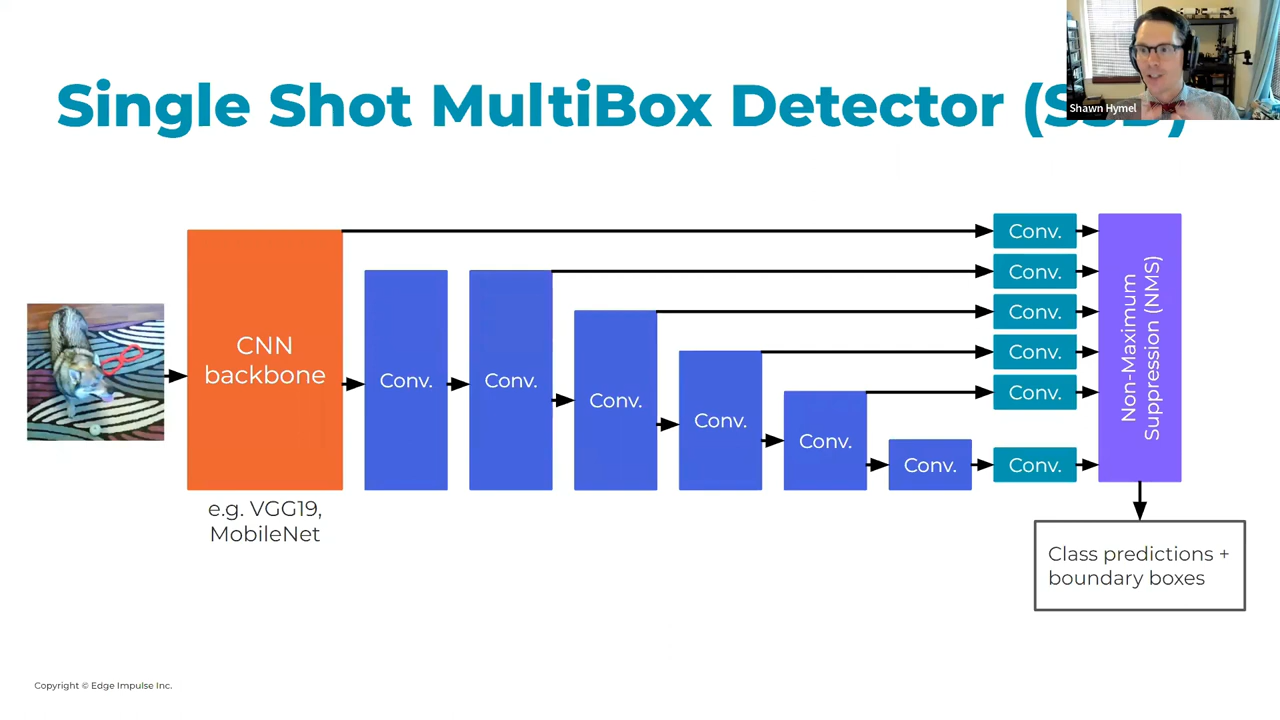 Single Shot MultiBox Detector (SSD)
Shawn Hymel
CNN
backbone
Conv.
Conv.
Conv.
Conv.
Conv.
Conv.
Conv.
Conv.
Conv.
Conv.
Conv.
Conv.
Non-Maximum
Suppression (NMS)
e.g. VGG19,
MobileNet
Class predictions +
boundary boxes
Copyright © Edge Impulse Inc.